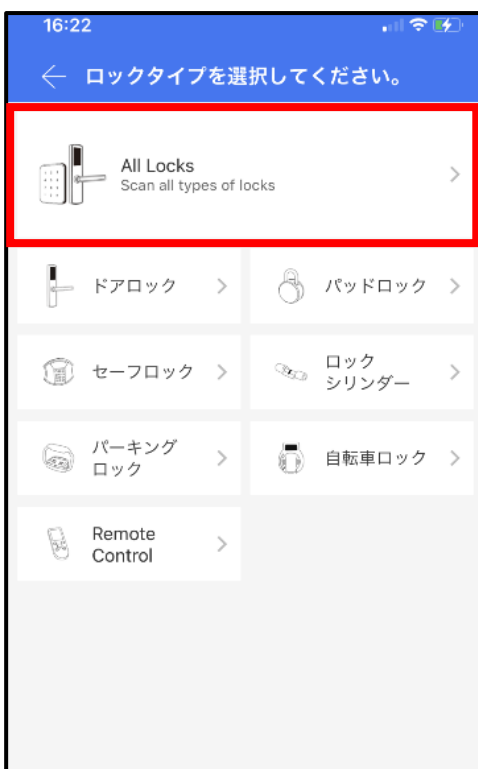 16:22
ロックタイプを選択してください。
All Locks
Scan all types of locks
ドアロック
パッドロック
セーフロック
ロック
シリンダー
パーキング
ロック
自転車ロック
Remote
Control